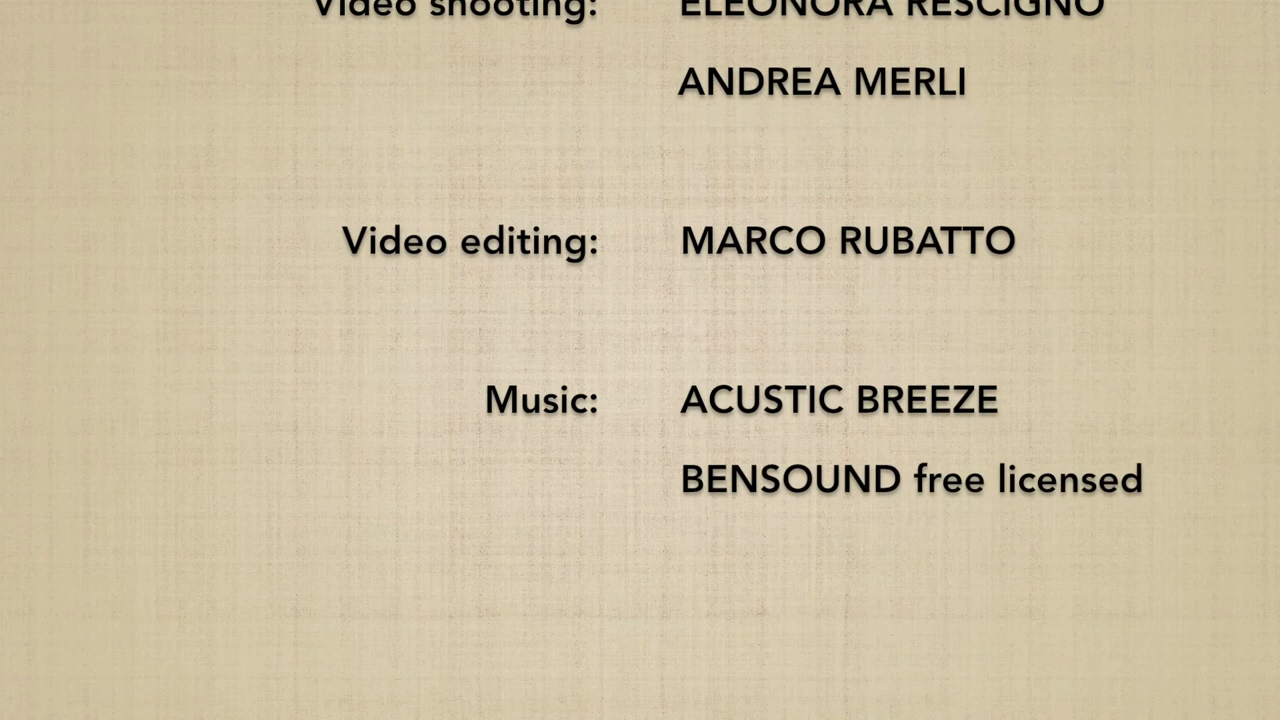 Video shooting: ELEONORA RESCIGNO
ANDREA MERLI
Video editing: MARCO RUBATTO
Music: ACUSTIC BREEZE
BENSOUND free licensed